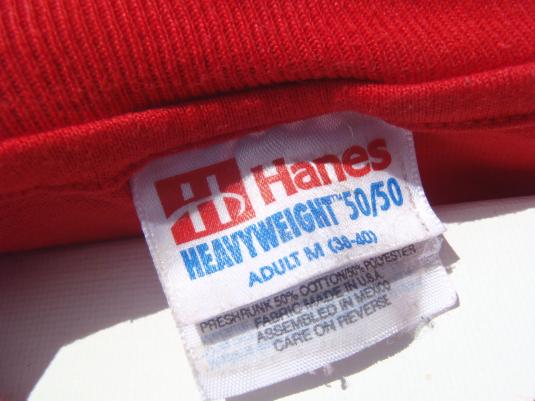 Hanes
HEAVYWEIGHT™ 50/50
ADULT M (38-40)
PRESHRUNK 50% COTTON/50% POLYESTER
FABRIC MADE IN U.S.A.
ASSEMBLED IN MEXICO
CARE ON REVERSE